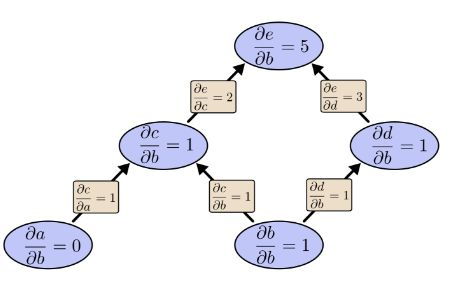 ∂e/∂b = 5
∂e/∂c = 2
∂e/∂d = 3
∂c/∂b = 1
∂d/∂b = 1
∂c/∂a = 1
∂c/∂b = 1
∂d/∂b = 1
∂a/∂b = 0
∂b/∂b = 1